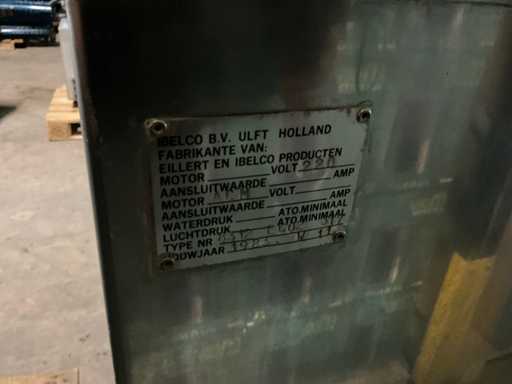 IBELCO B.V. ULFT HOLLAND
FABRIKANTE VAN:
EILLERT EN IBELCO PRODUCTEN
MOTOR VOLT 220
AANSLUITWAARDE AMP
MOTOR VOLT
AANSLUITWAARDE AMP
WATERDRUK ATO.MINIMAAL
LUCHTDRUK ATO.MINIMAAL
TYPE NR
BOUWJAAR